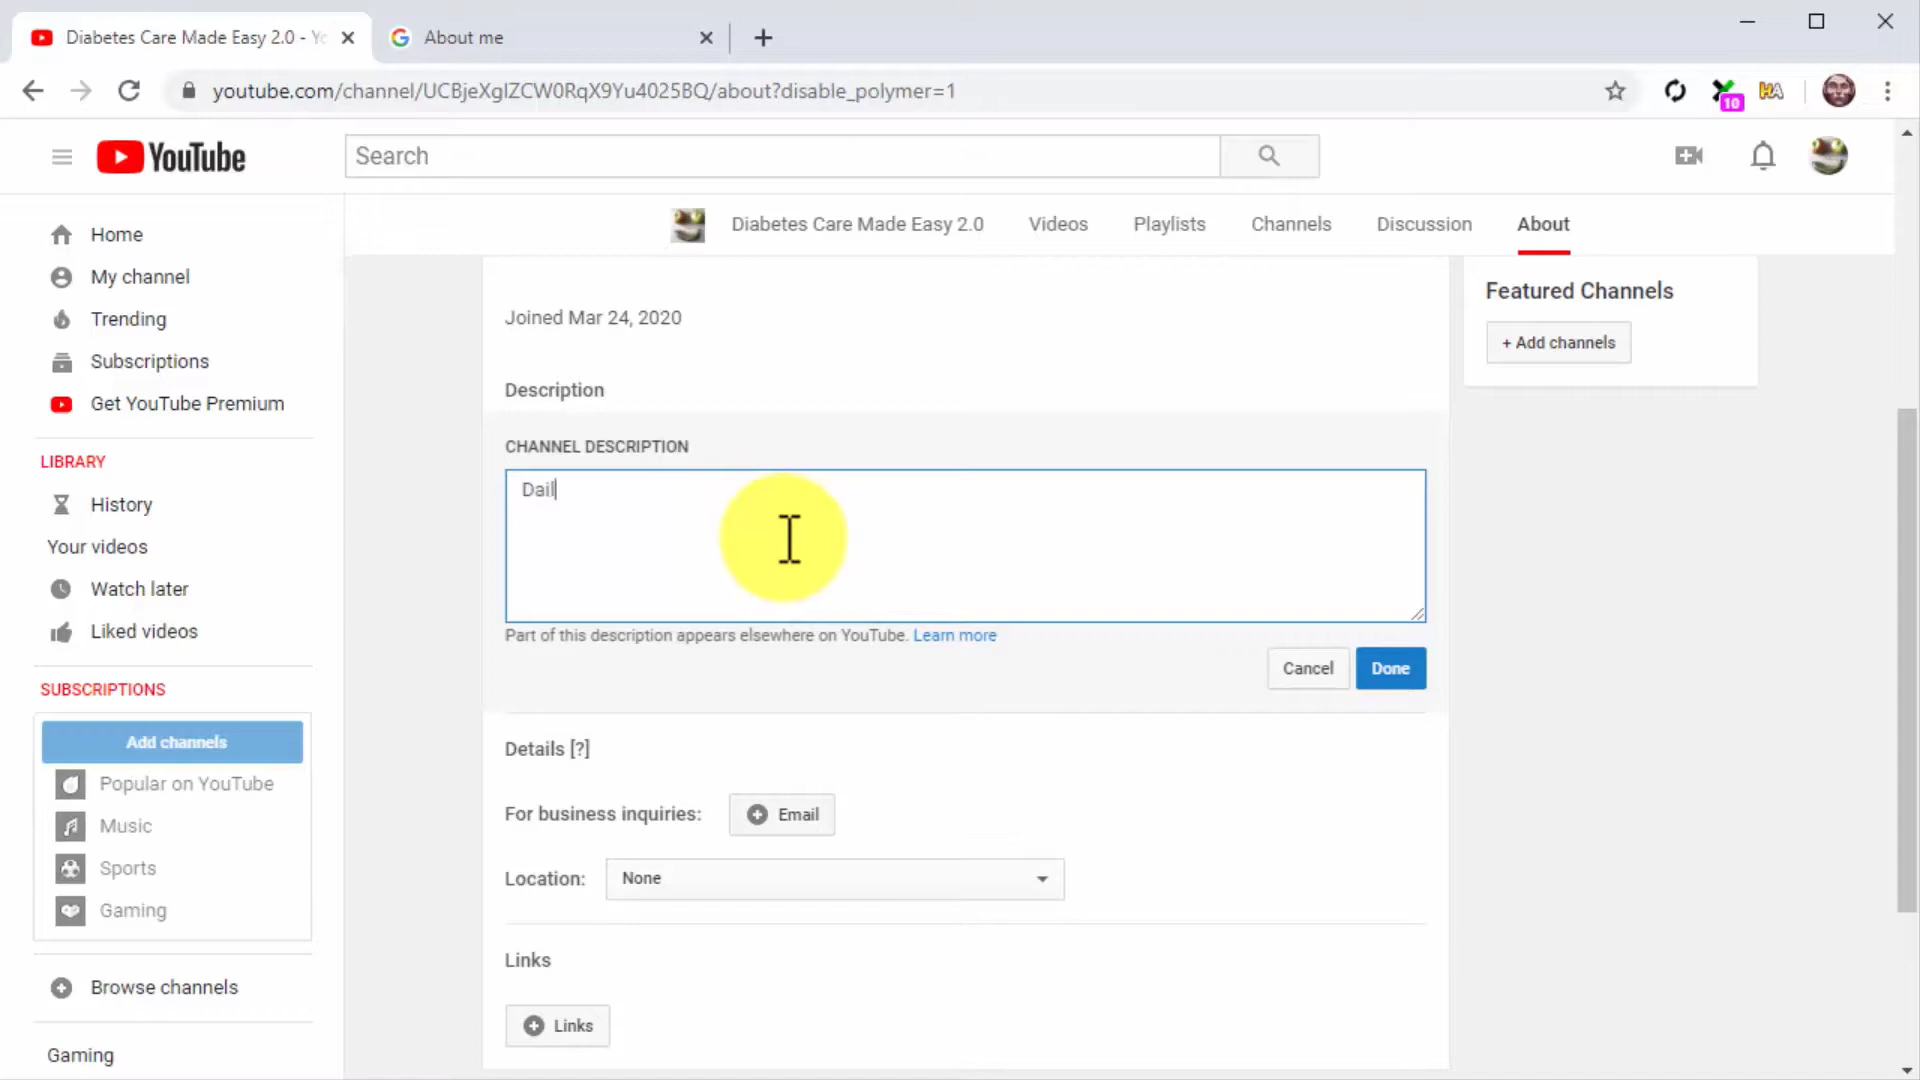 Diabetes Care Made Easy 2.0 - Yo
About me
youtube.com/channel/UCBjeXglZCW0RqX9Yu4025BQ/about?disable_polymer=1
10
HA
YouTube
Search
Diabetes Care Made Easy 2.0
Videos
Playlists
Channels
Discussion
About
Home
My channel
Trending
Subscriptions
Get YouTube Premium
LIBRARY
History
Your videos
Watch later
Liked videos
SUBSCRIPTIONS
Add channels
Popular on YouTube
Music
Sports
Gaming
Browse channels
Gaming
Joined Mar 24, 2020
Description
CHANNEL DESCRIPTION
Dail
Part of this description appears elsewhere on YouTube. Learn more
Cancel
Done
Details [?]
For business inquiries:
Email
Location:
None
Links
Links
Featured Channels
+ Add channels